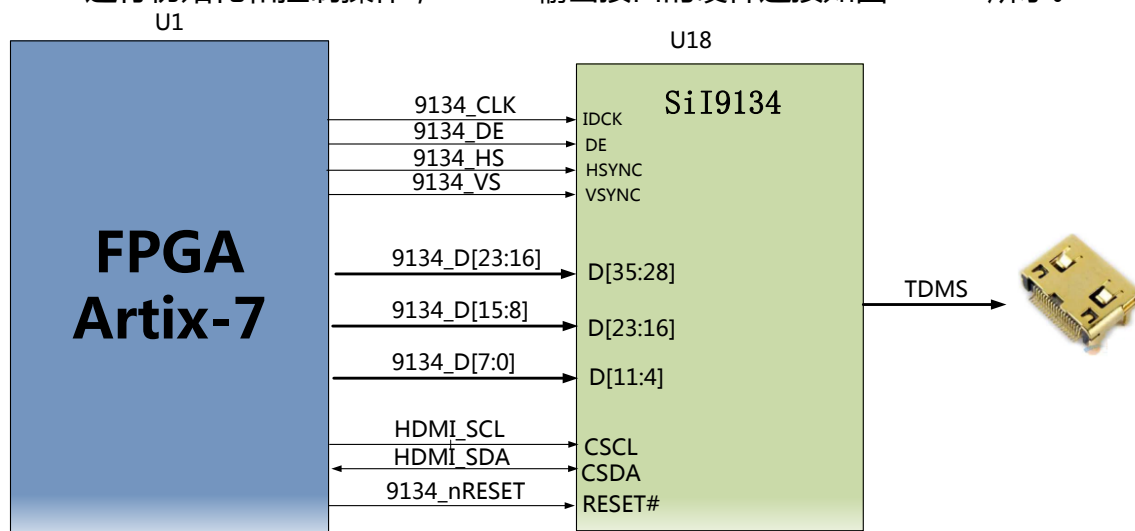 U1
U18
SiI9134
9134_CLK
IDCK
9134_DE
DE
9134_HS
HSYNC
9134_VS
VSYNC
FPGA
Artix-7
9134_D[23:16]
D[35:28]
TDMS
9134_D[15:8]
D[23:16]
9134_D[7:0]
D[11:4]
HDMI_SCL
CSCL
HDMI_SDA
CSDA
9134_nRESET
RESET#